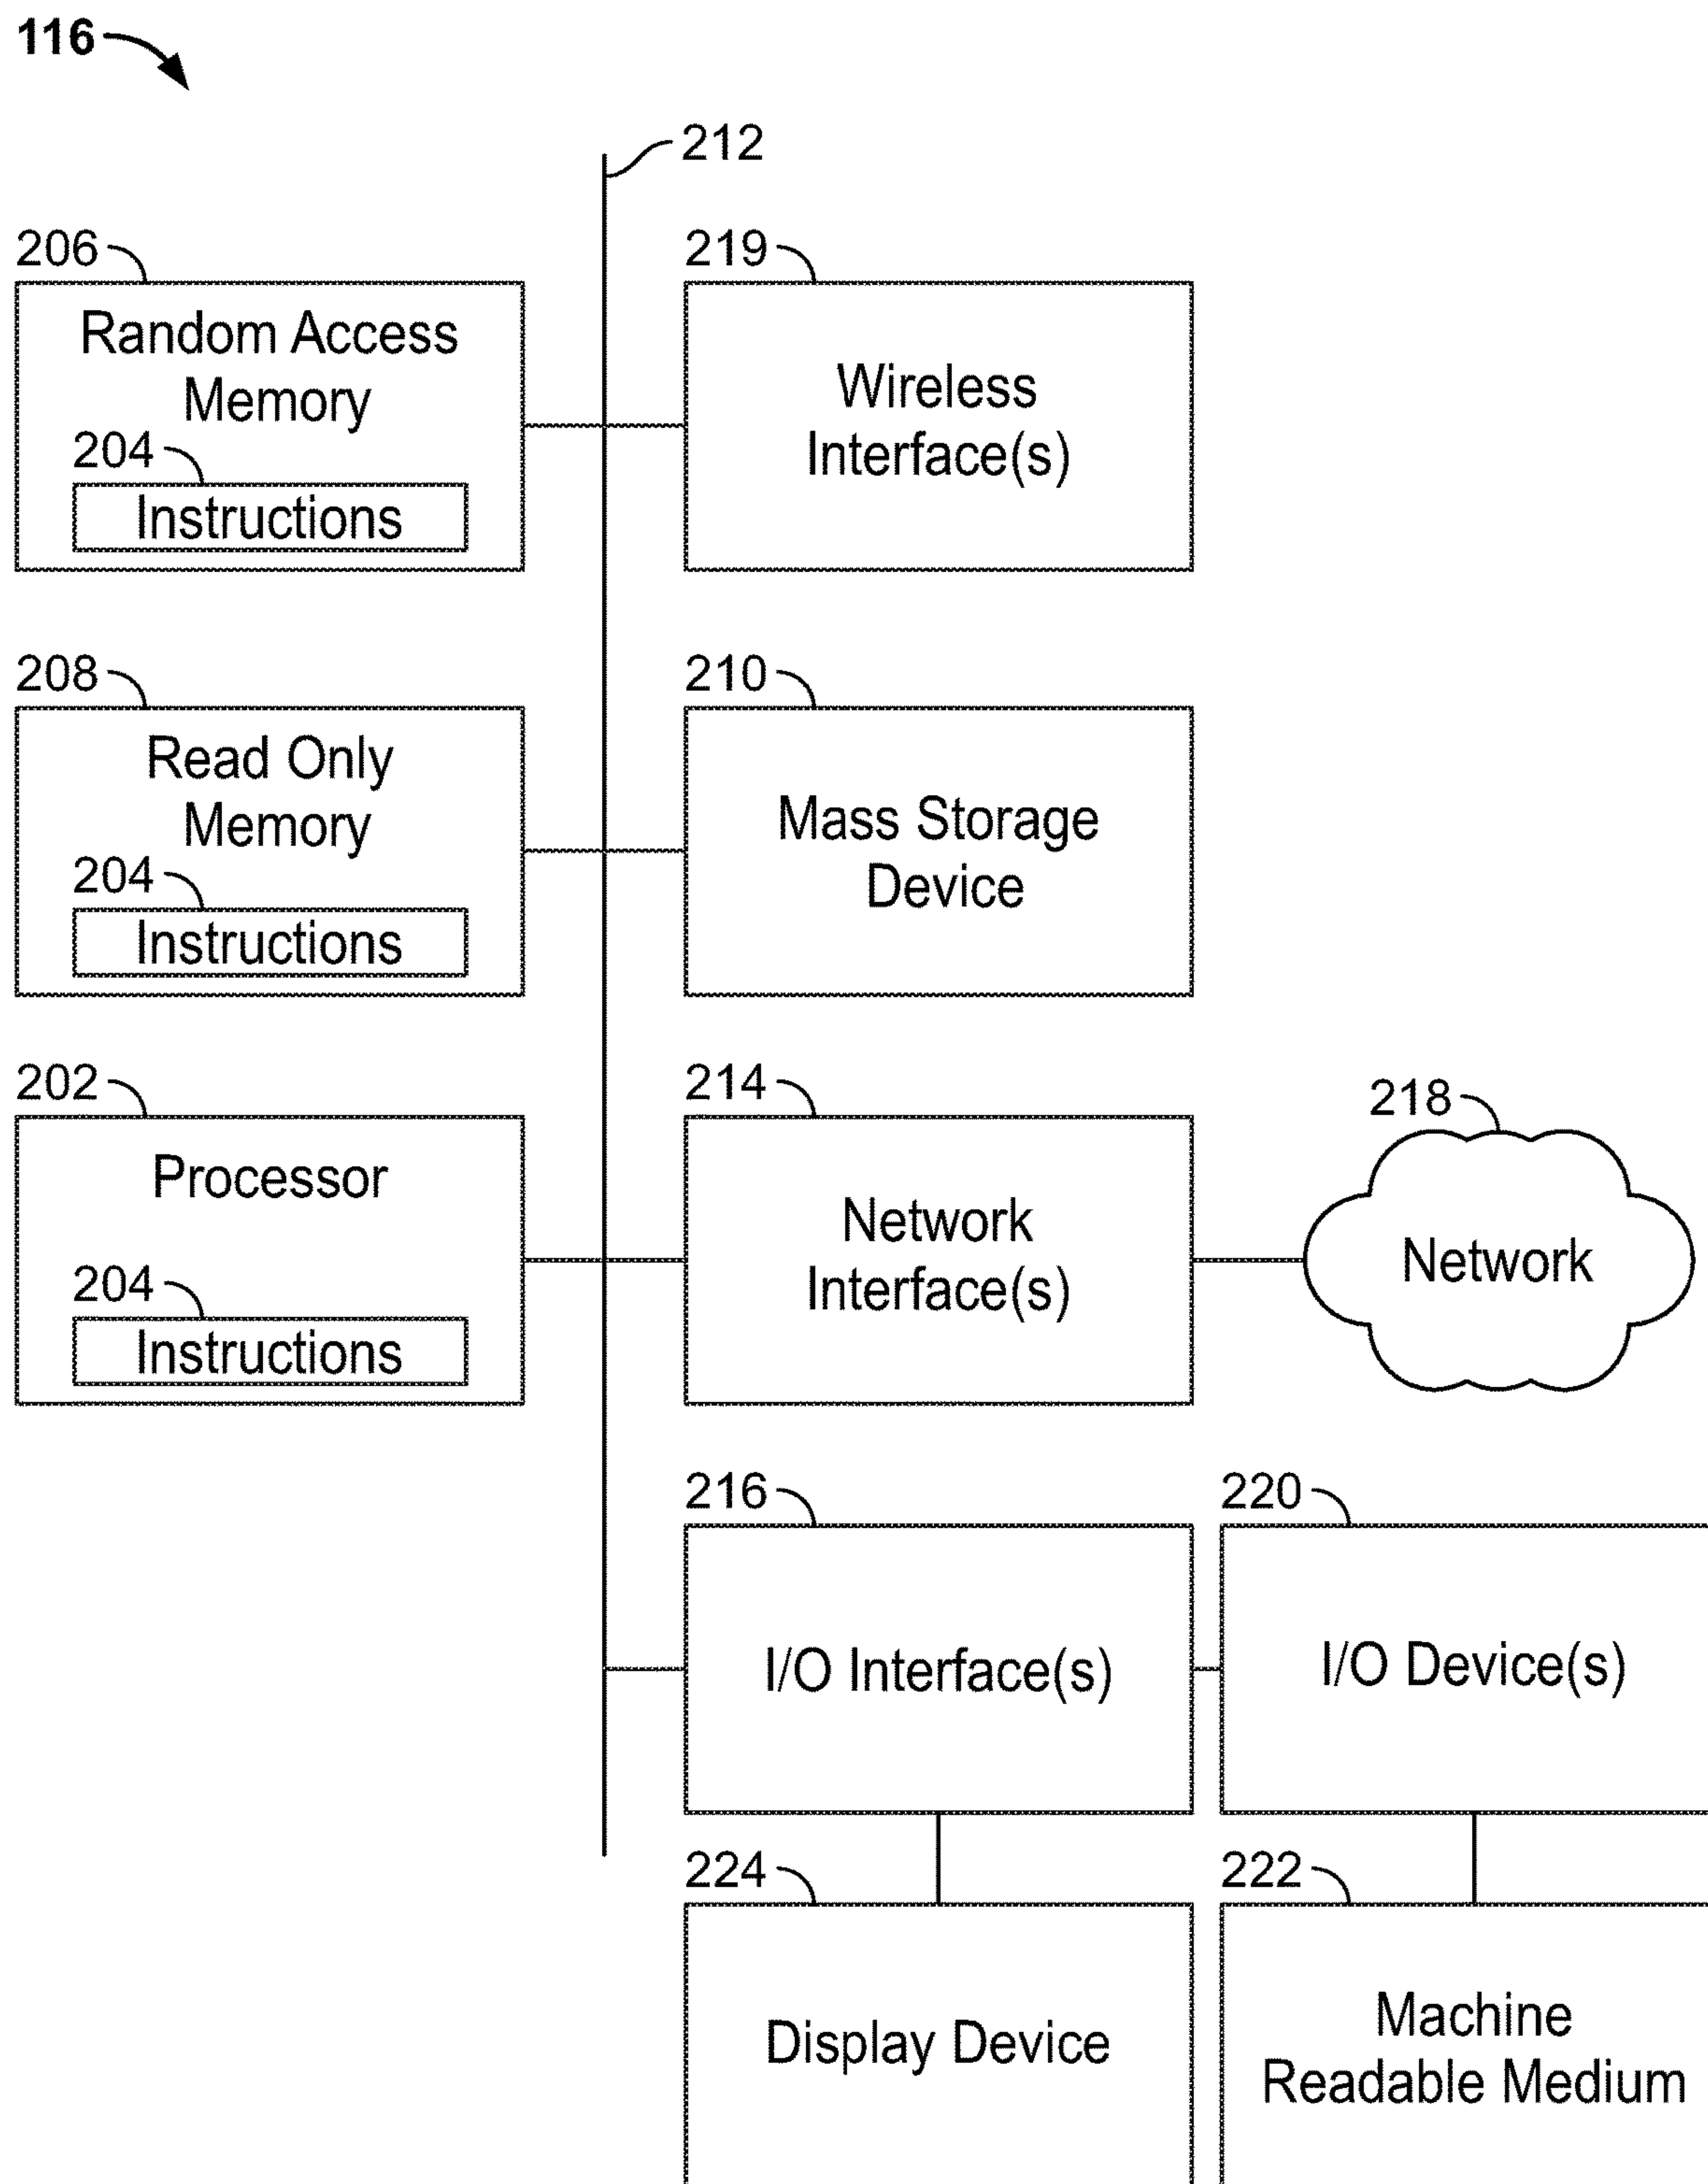 116
212
206
Random Access
Memory
204
Instructions
219
Wireless
Interface(s)
208
Read Only
Memory
204
Instructions
210
Mass Storage
Device
202
Processor
204
Instructions
214
Network
Interface(s)
218
Network
216
I/O Interface(s)
220
I/O Device(s)
224
Display Device
222
Machine
Readable Medium